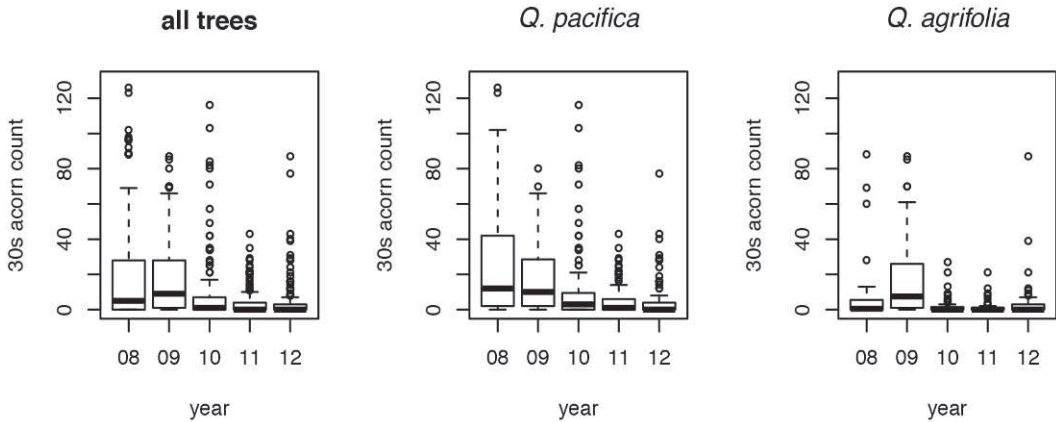 all trees
30s acorn count
0 40 80 120
08 09 10 11 12
year
Q. pacifica
30s acorn count
0 40 80 120
08 09 10 11 12
year
Q. agrifolia
30s acorn count
0 40 80 120
08 09 10 11 12
year